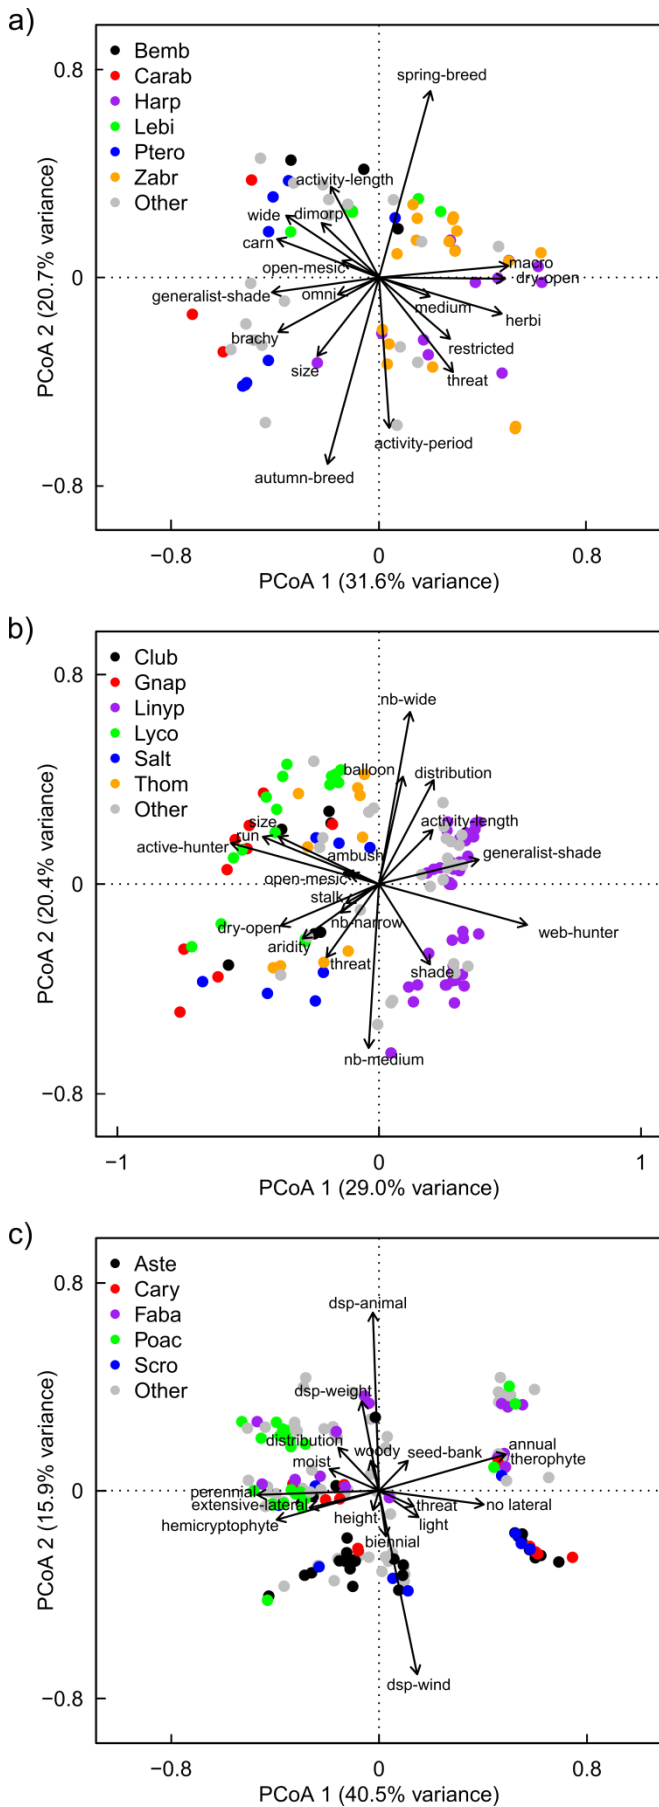 a)
Bemb
Carab
Harp
Lebi
Ptero
Zabr
Other
spring-breed
activity-length
wide
dimorp
carn
open-mesic
macro
dry-open
generalist-shade
omni
medium
herbi
brachy
restricted
size
threat
activity-period
autumn-breed
0.8
0
−0.8
PCoA 2 (20.7% variance)
−0.8
0
0.8
PCoA 1 (31.6% variance)
b)
Club
Gnap
Linyp
Lyco
Salt
Thom
Other
nb-wide
balloon
distribution
size
activity-length
run
active-hunter
ambush
generalist-shade
open-mesic
stalk
nb-narrow
dry-open
web-hunter
aridity
threat
shade
nb-medium
0.8
0
−0.8
PCoA 2 (20.4% variance)
−1
0
1
PCoA 1 (29.0% variance)
c)
Aste
Cary
Faba
Poac
Scro
Other
dsp-animal
dsp-weight
distribution
woody
seed-bank
annual
therophyte
moist
perennial
extensive-lateral
threat
no lateral
hemicryptophyte
height
light
biennial
dsp-wind
0.8
0
−0.8
PCoA 2 (15.9% variance)
−0.8
0
0.8
PCoA 1 (40.5% variance)